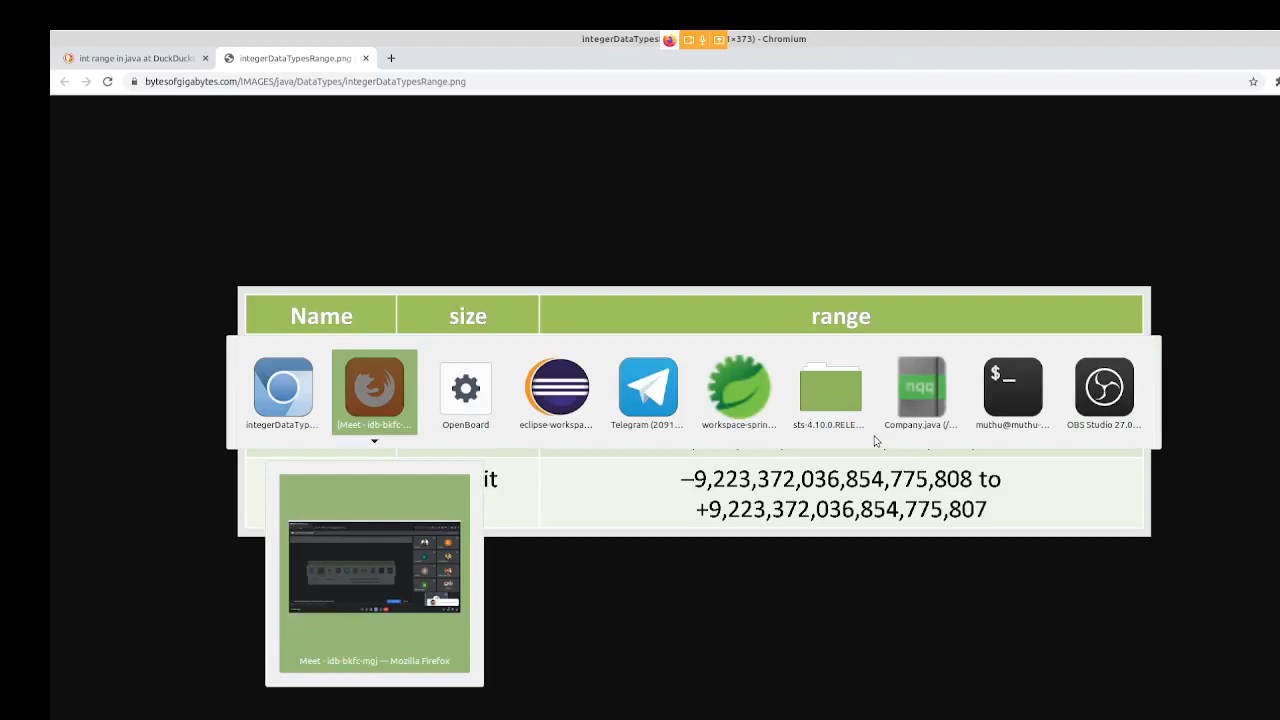 integerDataTypes
1×373) - Chromium
int range in java at DuckDuck
integerDataTypesRange.png
bytesofgigabytes.com/IMAGES/java/DataTypes/integerDataTypesRange.png
Name size range
$_
nqq
integerDataTyp...
[Meet - idb-bkfc-...
OpenBoard
eclipse-workspa...
Telegram (2091...
workspace-sprin...
sts-4.10.0.RELE...
Company.java (/...
muthu@muthu-...
OBS Studio 27.0...
it
–9,223,372,036,854,775,808 to
+9,223,372,036,854,775,807
Meet - idb-bkfc-mgj — Mozilla Firefox